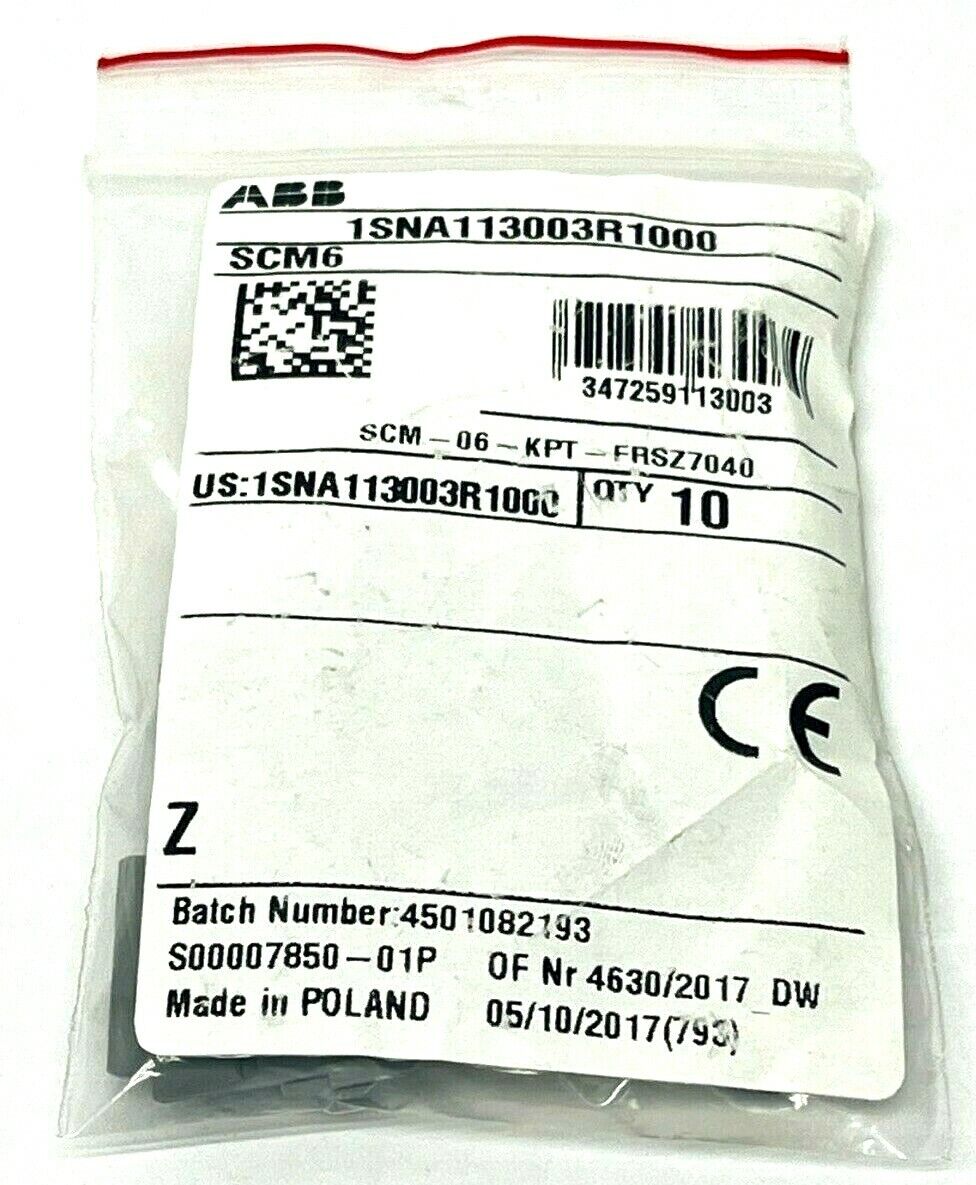 ABB
1SNA113003R1000
SCM6
347259113003
SCM-06-KPT-FRSZ7040
US:1SNA113003R1000
QTY 10
CE
Z
Batch Number:4501082193
S00007850-01P OF Nr 4630/2017_DW
Made in POLAND 05/10/2017(793)